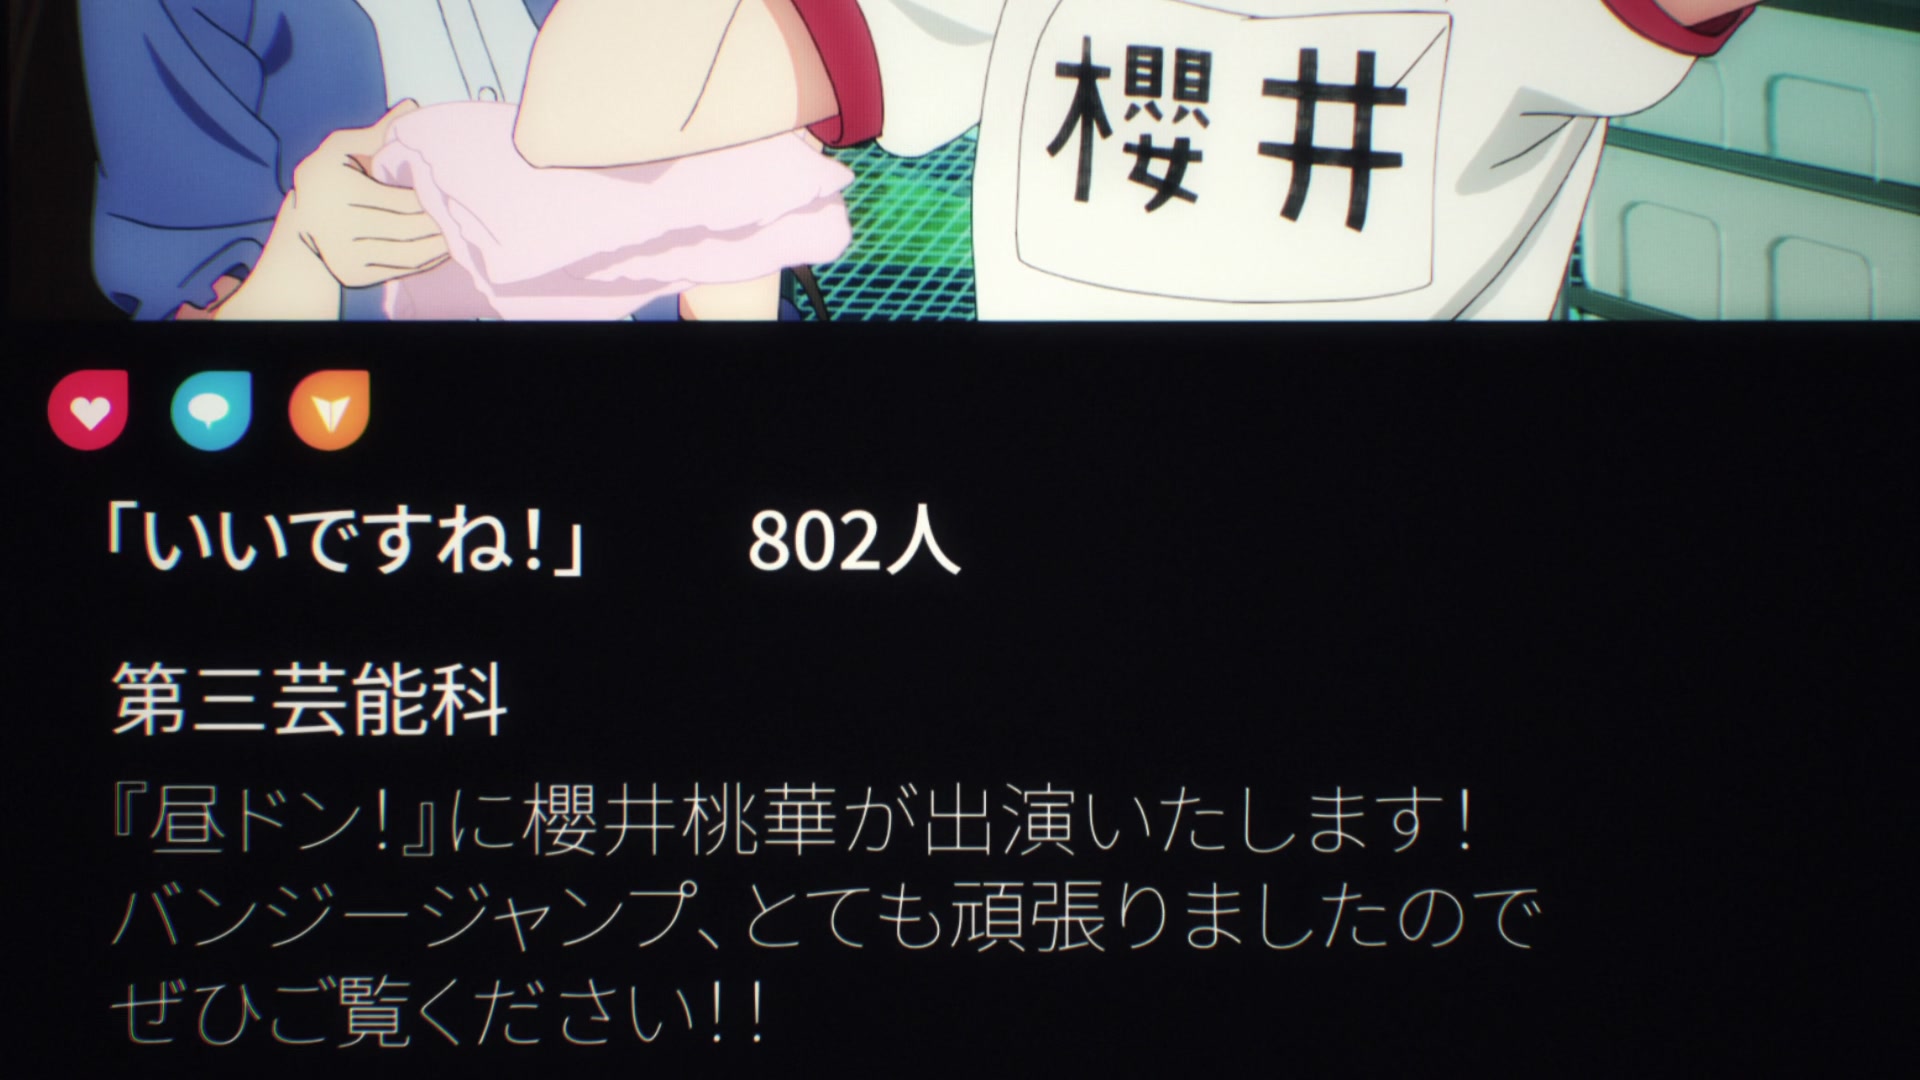 櫻井
「いいですね!」 802人
第三芸能科
『昼ドン!』に櫻井桃華が出演いたします!
バンジージャンプ、とても頑張りましたので
ぜひご覧ください!!